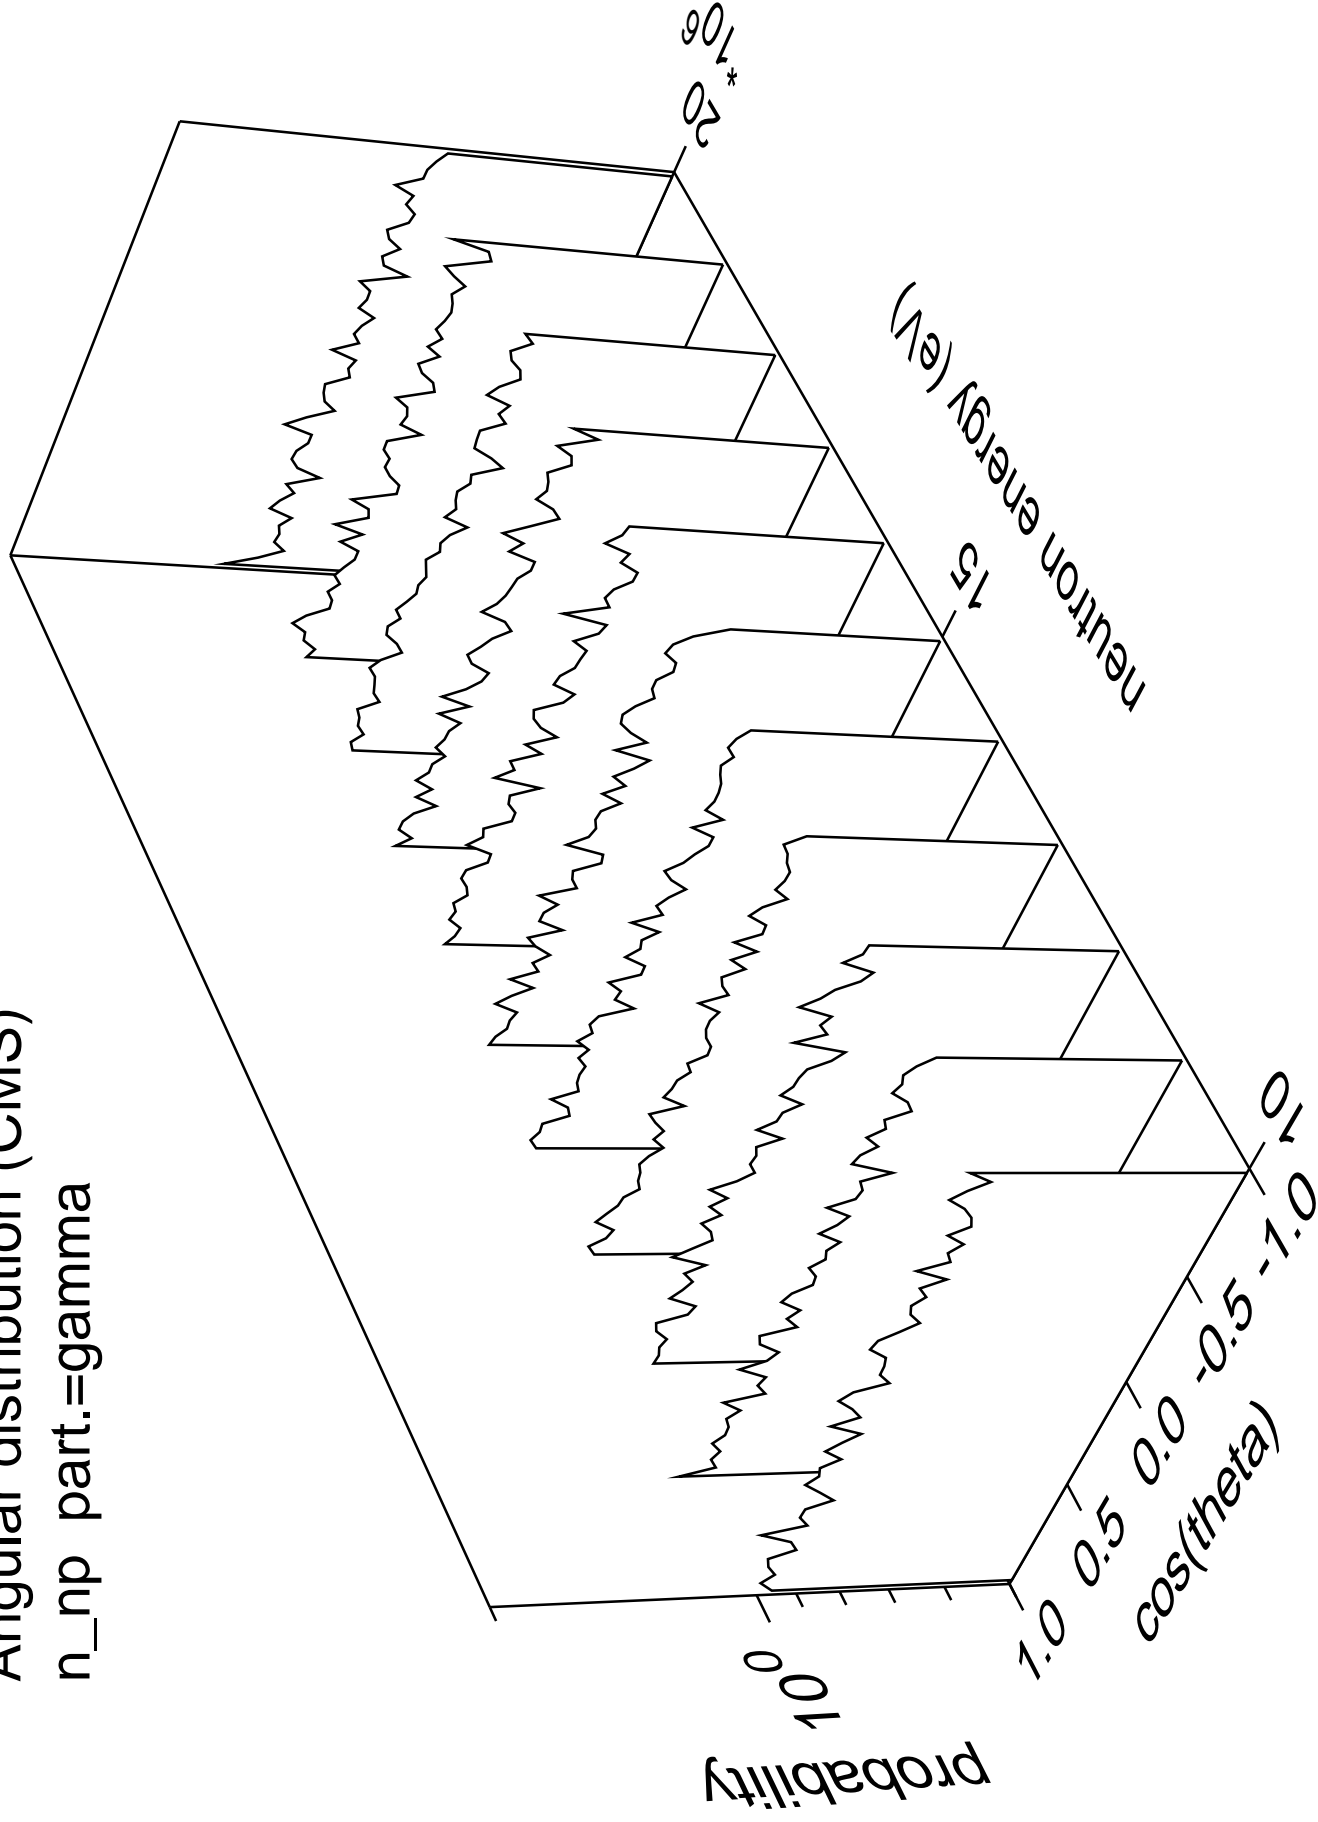 Angular distribution (CMS)
n_np part.=gamma
probability
10 0
1.0 0.5 0.0 -0.5 -1.0
cos(theta)
10 15 20
* 10 6
neutron energy (eV)